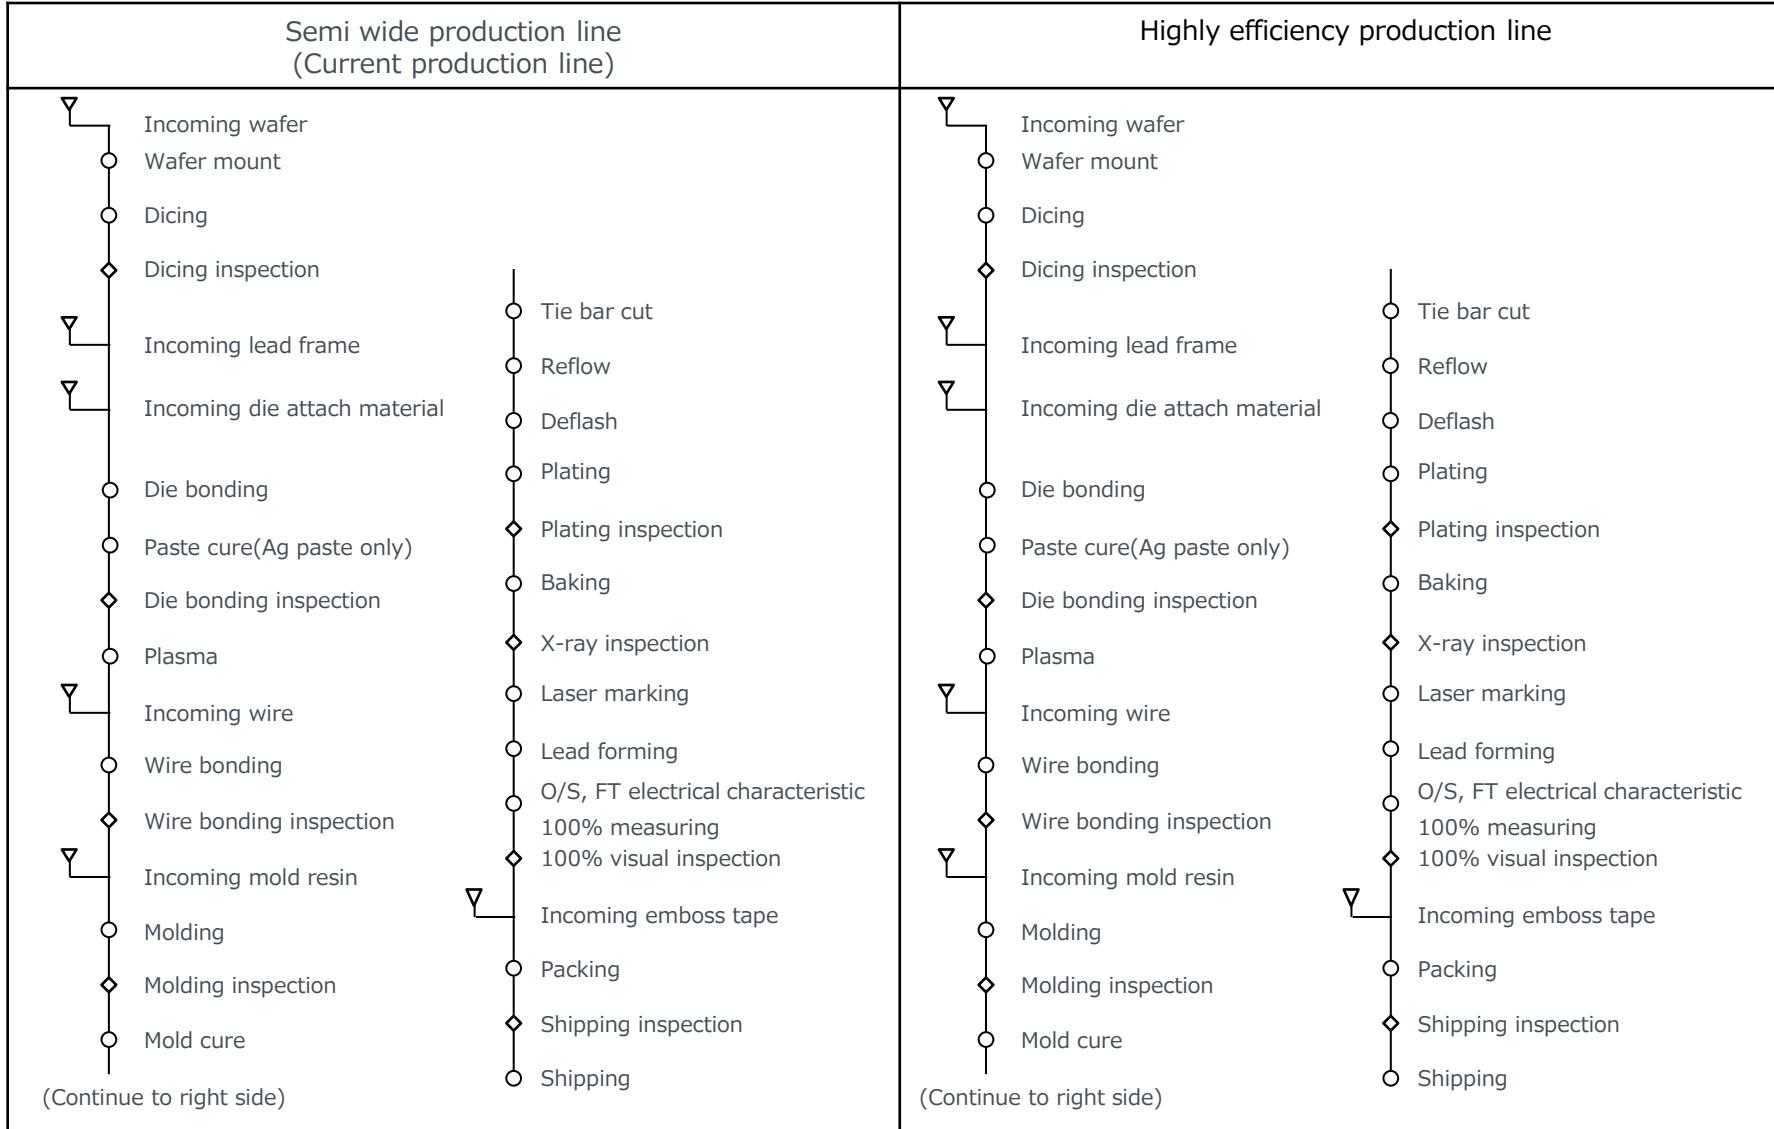 Semi wide production line
(Current production line)
Highly efficiency production line
Incoming wafer
Wafer mount
Dicing
Dicing inspection
Incoming lead frame
Incoming die attach material
Die bonding
Paste cure(Ag paste only)
Die bonding inspection
Plasma
Incoming wire
Wire bonding
Wire bonding inspection
Incoming mold resin
Molding
Molding inspection
Mold cure
(Continue to right side)
Tie bar cut
Reflow
Deflash
Plating
Plating inspection
Baking
X-ray inspection
Laser marking
Lead forming
O/S, FT electrical characteristic
100% measuring
100% visual inspection
Incoming emboss tape
Packing
Shipping inspection
Shipping
Incoming wafer
Wafer mount
Dicing
Dicing inspection
Incoming lead frame
Incoming die attach material
Die bonding
Paste cure(Ag paste only)
Die bonding inspection
Plasma
Incoming wire
Wire bonding
Wire bonding inspection
Incoming mold resin
Molding
Molding inspection
Mold cure
(Continue to right side)
Tie bar cut
Reflow
Deflash
Plating
Plating inspection
Baking
X-ray inspection
Laser marking
Lead forming
O/S, FT electrical characteristic
100% measuring
100% visual inspection
Incoming emboss tape
Packing
Shipping inspection
Shipping